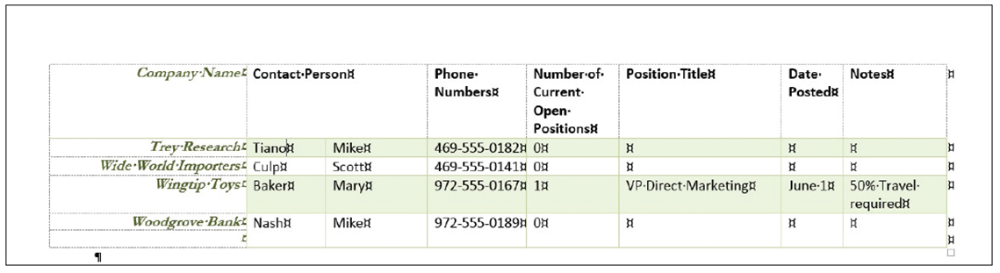 Company·Name¤ Contact·Person¤ Phone· Number·of· Position·Title¤ Date· Notes¤ ¤
Numbers¤ Current· Posted¤
Open·
Positions¤
Trey·Research¤ Tiano¤ Mike¤ 469-555-0182¤ 0¤ ¤ ¤ ¤ ¤
Wide·World·Importers¤ Culp¤ Scott¤ 469-555-0141¤ 0¤ ¤ ¤ ¤ ¤
Wingtip·Toys¤ Baker¤ Mary¤ 972-555-0167¤ 1¤ VP·Direct·Marketing¤ June·1¤ 50%·Travel· ¤
required¤
Woodgrove·Bank¤ Nash¤ Mike¤ 972-555-0189¤ 0¤ ¤ ¤ ¤ ¤
¤ ¤
¶